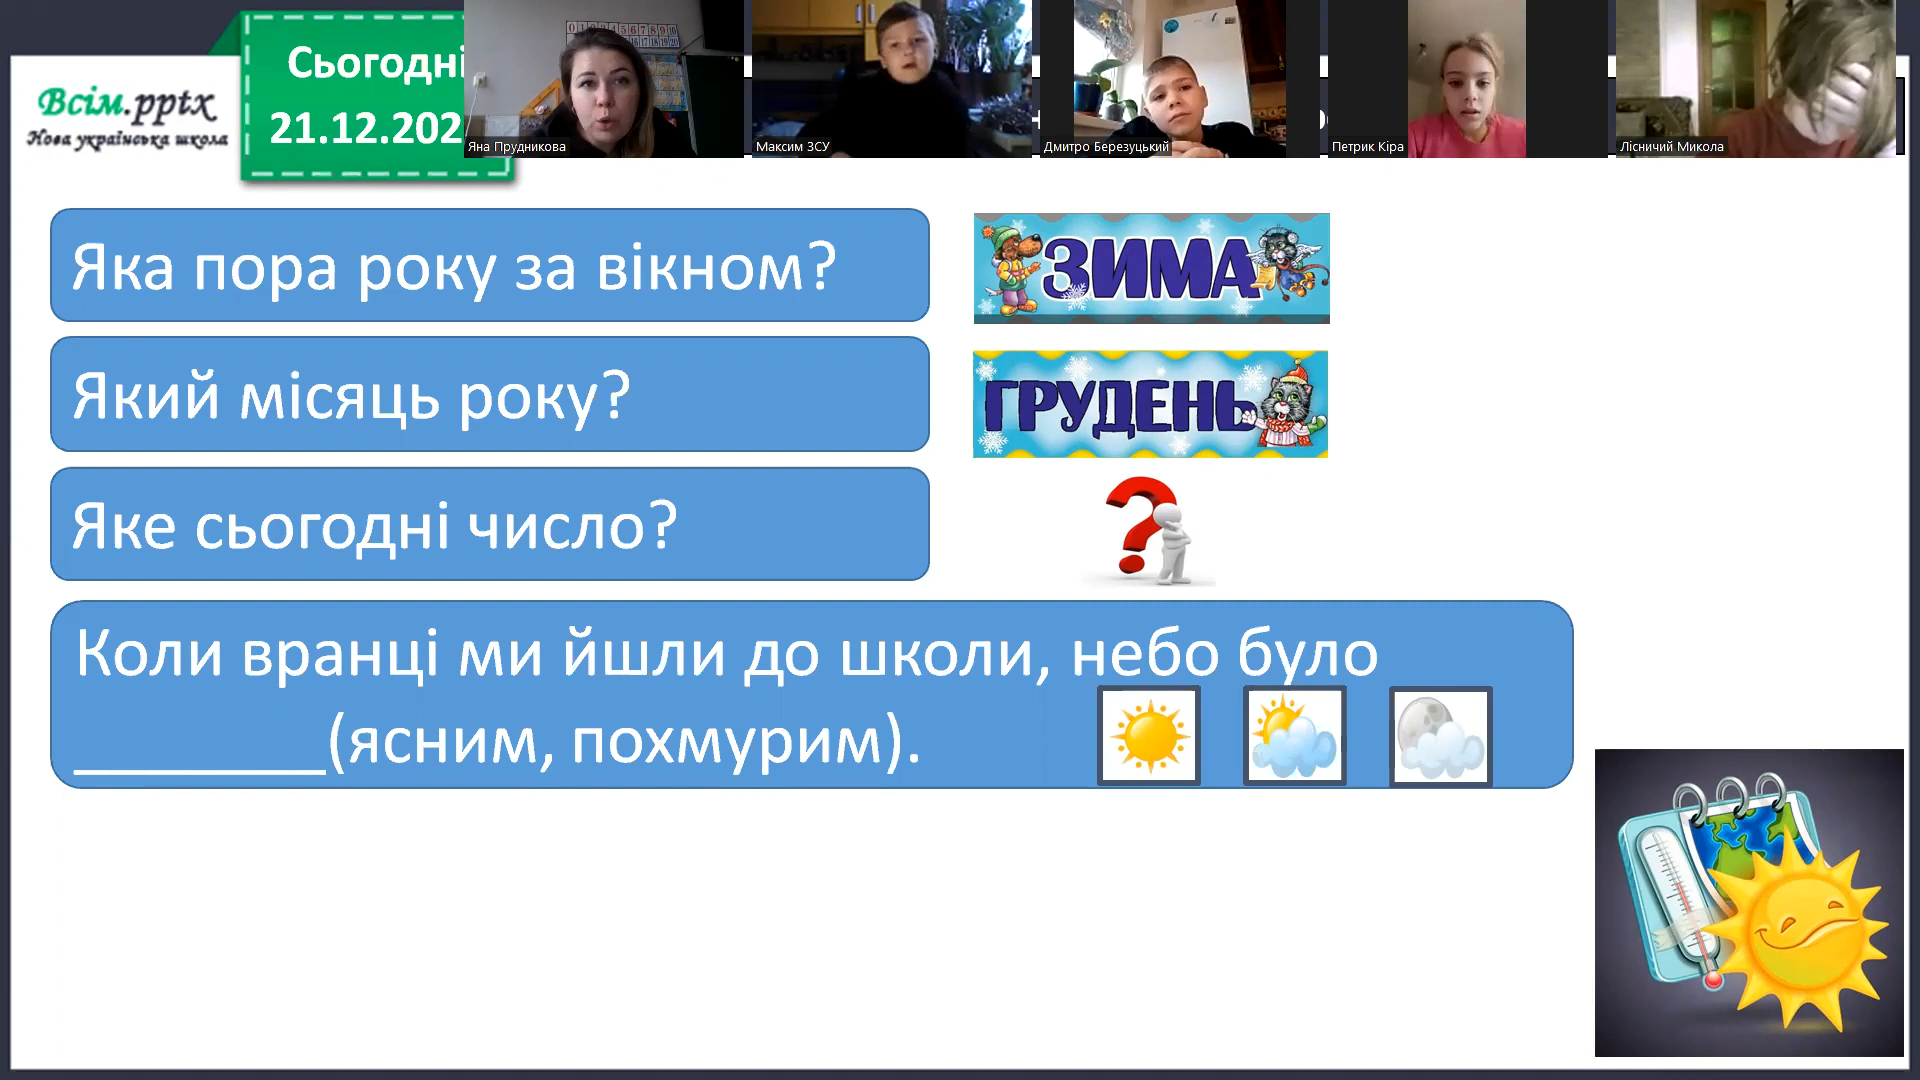 Сьогодні
21.12.202
Всім.pptx
Нова українська школа
Яна Прудникова
Максим ЗСУ
Дмитро Березуцький
Петрик Кіра
Лісничий Микола
Яка пора року за вікном?
ЗИМА
Який місяць року?
ГРУДЕНЬ
Яке сьогодні число?
?
Коли вранці ми йшли до школи, небо було
________(ясним, похмурим).